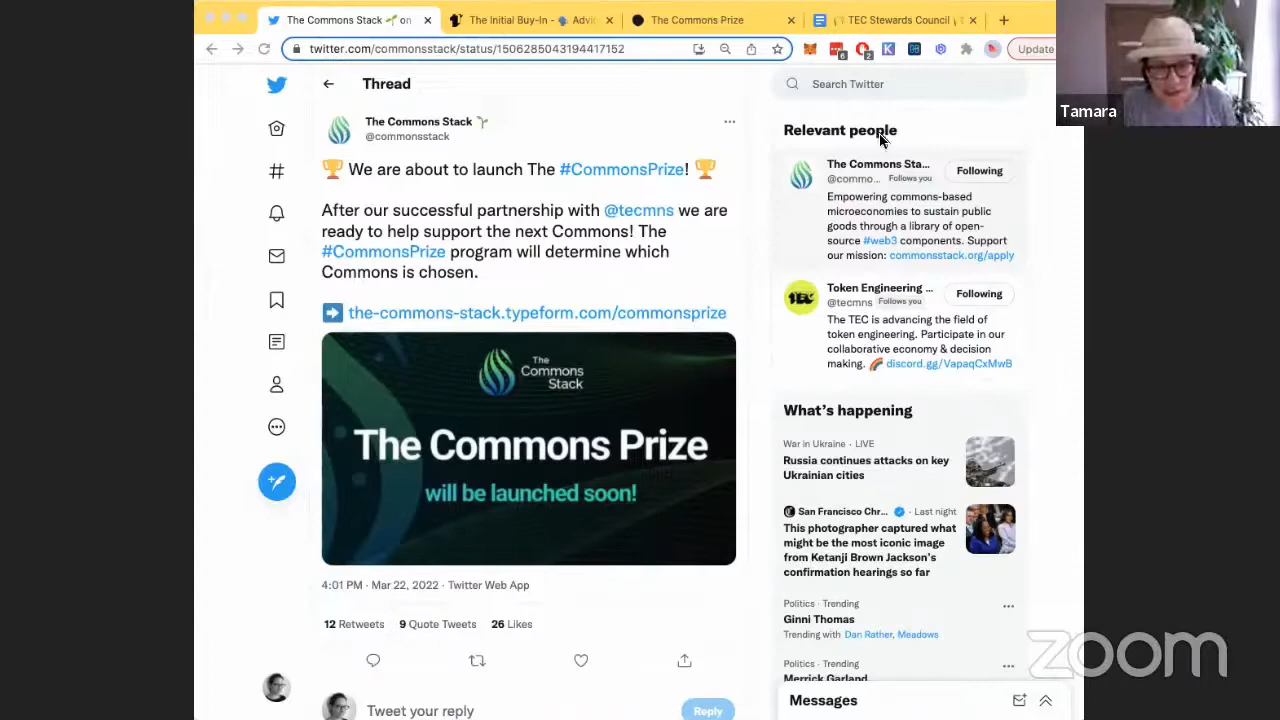 The Commons Stack 🌱 on
The Initial Buy-In - 🗣 Advic
The Commons Prize
TEC Stewards Council
twitter.com/commonsstack/status/1506285043194417152
6
2
Update
Tamara
Thread
Search Twitter
The Commons Stack 🌱
@commonsstack
🏆 We are about to launch The #CommonsPrize! 🏆
After our successful partnership with @tecmns we are
ready to help support the next Commons! The
#CommonsPrize program will determine which
Commons is chosen.
➡️ the-commons-stack.typeform.com/commonsprize
The
Commons
Stack
The Commons Prize
will be launched soon!
4:01 PM · Mar 22, 2022 · Twitter Web App
12 Retweets 9 Quote Tweets 26 Likes
Tweet your reply
Reply
Relevant people
The Commons Sta...
@commo... Follows you
Following
Empowering commons-based
microeconomies to sustain public
goods through a library of open-
source #web3 components. Support
our mission: commonsstack.org/apply
TEC
Token Engineering ...
@tecmns Follows you
Following
The TEC is advancing the field of
token engineering. Participate in our
collaborative economy & decision
making. 🌈 discord.gg/VapaqCxMwB
What's happening
War in Ukraine · LIVE
Russia continues attacks on key
Ukrainian cities
San Francisco Chr... · Last night
This photographer captured what
might be the most iconic image
from Ketanji Brown Jackson's
confirmation hearings so far
Politics · Trending
Ginni Thomas
Trending with Dan Rather, Meadows
Politics · Trending
Merrick Garland
Messages
zoom